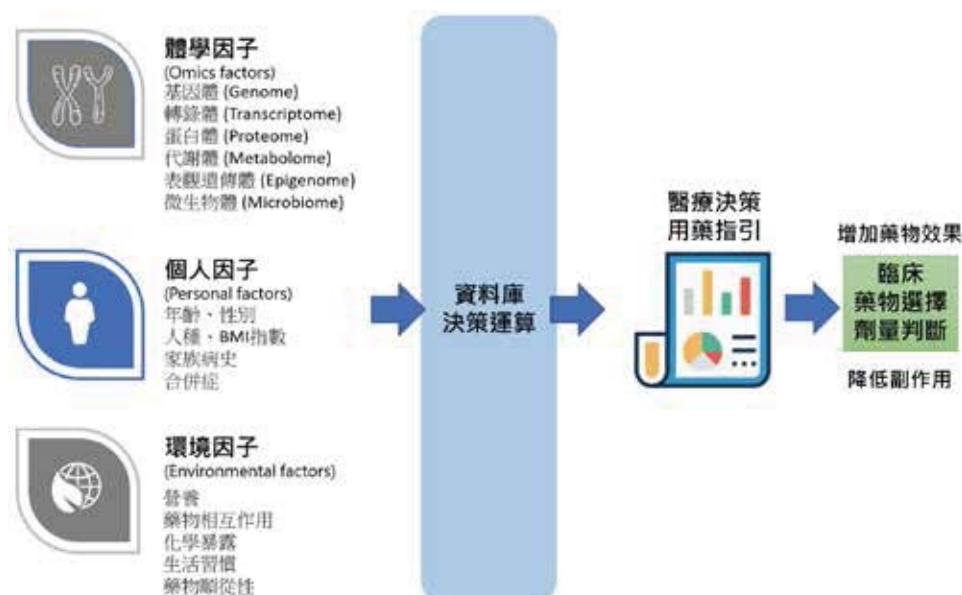 體學因子
(Omics factors)
基因體 (Genome)
轉錄體 (Transcriptome)
蛋白體 (Proteome)
代謝體 (Metabolome)
表觀遺傳體 (Epigenome)
微生物體 (Microbiome)
個人因子
(Personal factors)
年齡、性別
人種、BMI指數
家族病史
合併症
環境因子
(Environmental factors)
營養
藥物相互作用
化學暴露
生活習慣
藥物順從性
資料庫
決策運算
醫療決策
用藥指引
增加藥物效果
臨床
藥物選擇
劑量判斷
降低副作用